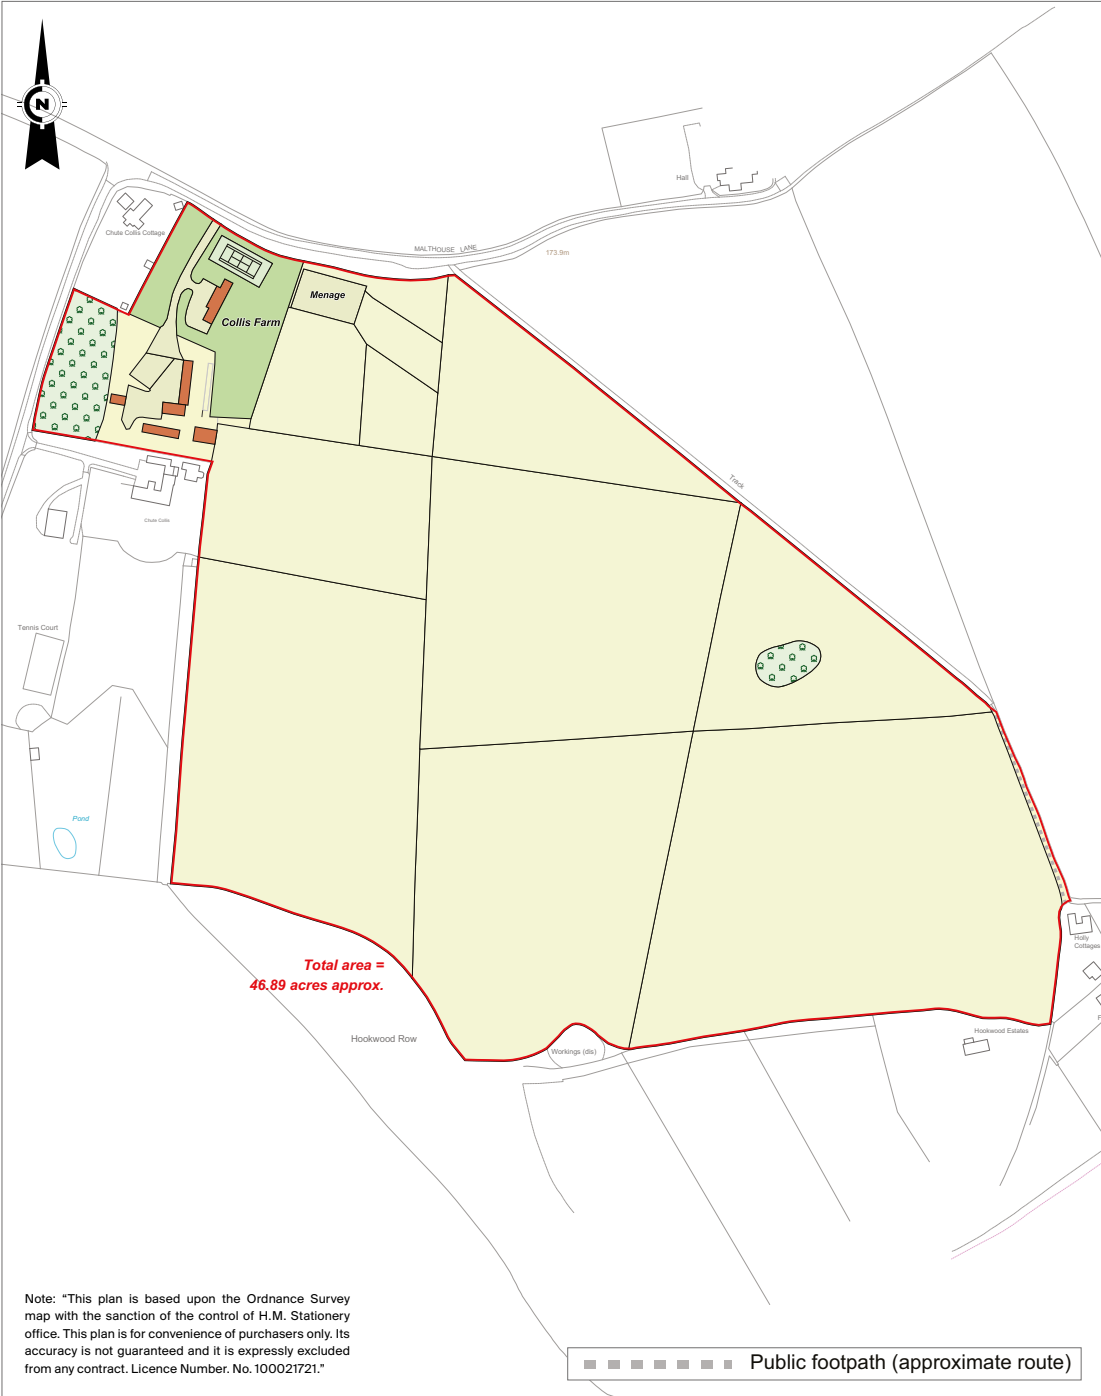 N
Hall
Chute Collis Cottage
MALTHOUSE LANE
173.9m
Menage
Collis Farm
Track
Chute Collis
Tennis Court
Pond
Holly
Cottages
Total area =
46.89 acres approx.
F
Hookwood Estates
Hookwood Row
Workings (dis)
Note: “This plan is based upon the Ordnance Survey
map with the sanction of the control of H.M. Stationery
office. This plan is for convenience of purchasers only. Its
accuracy is not guaranteed and it is expressly excluded
from any contract. Licence Number. No. 100021721.”
Public footpath (approximate route)